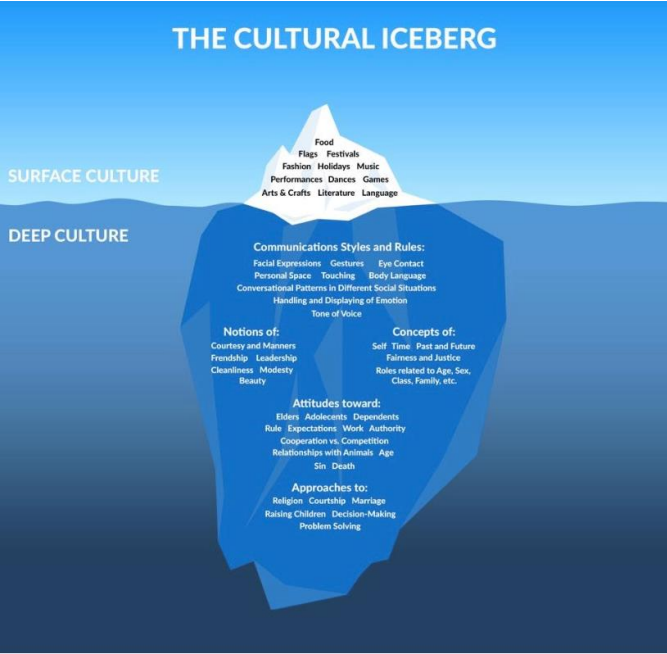 THE CULTURAL ICEBERG
Food
Flags Festivals
Fashion Holidays Music
Performances Dances Games
Arts & Crafts Literature Language
SURFACE CULTURE
DEEP CULTURE
Communications Styles and Rules:
Facial Expressions Gestures Eye Contact
Personal Space Touching Body Language
Conversational Patterns in Different Social Situations
Handling and Displaying of Emotion
Tone of Voice
Notions of:
Courtesy and Manners
Frendship Leadership
Cleanliness Modesty
Beauty
Concepts of:
Self Time Past and Future
Fairness and Justice
Roles related to Age, Sex,
Class, Family, etc.
Attitudes toward:
Elders Adolecents Dependents
Rule Expectations Work Authority
Cooperation vs. Competition
Relationships with Animals Age
Sin Death
Approaches to:
Religion Courtship Marriage
Raising Children Decision-Making
Problem Solving